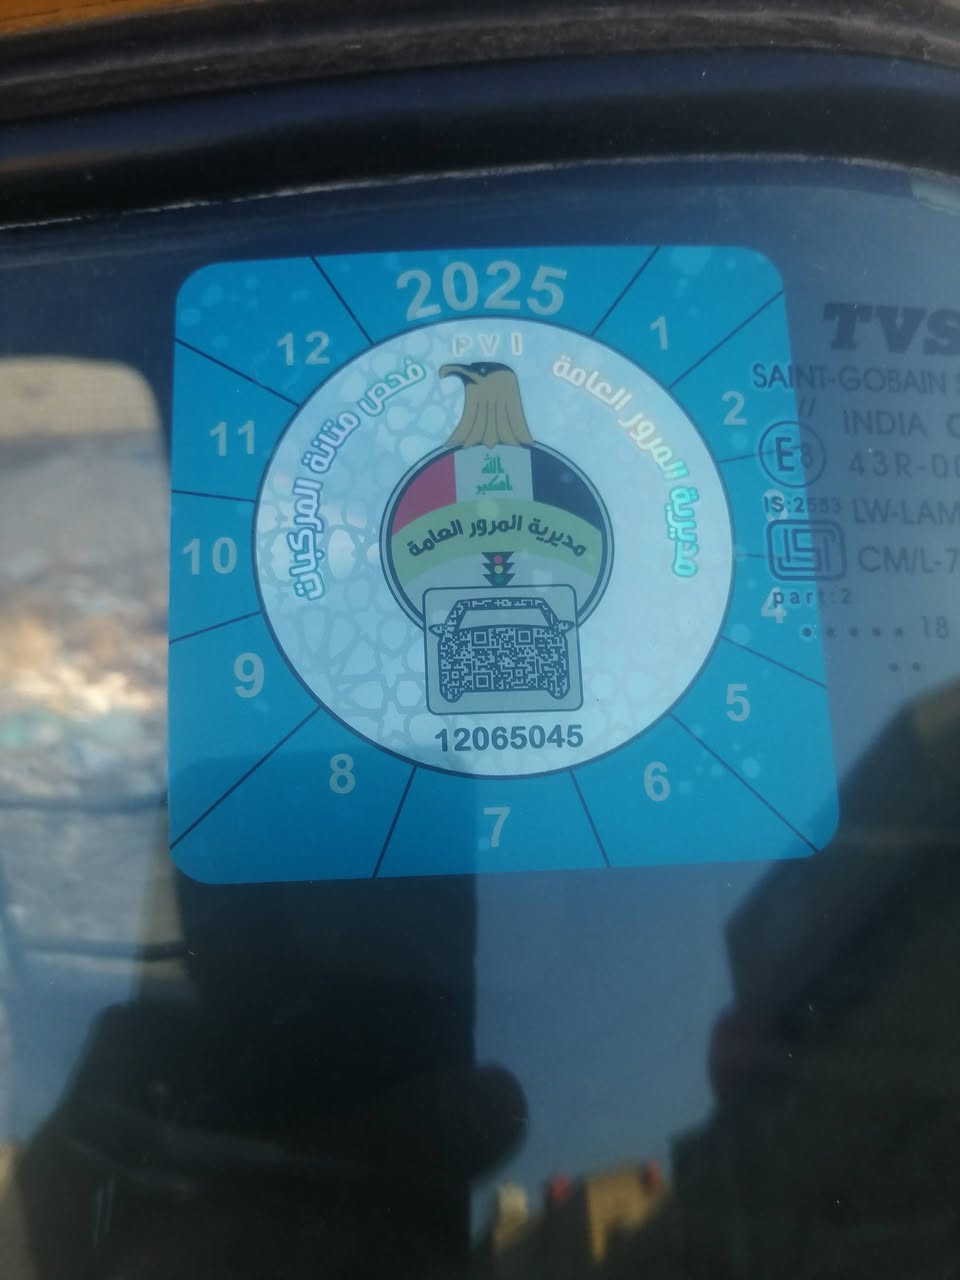 2025
PVI
مديرية المرور العامة
فحص متانة المركبات
الله
اكبر
مديرية المرور العامة
12065045
1
2
3
4
5
6
7
8
9
10
11
12
TVS
SAINT-GOBAIN
INDIA
E8 43R-00
IS:2553 LW-LAM
CM/L-7
part:2
18